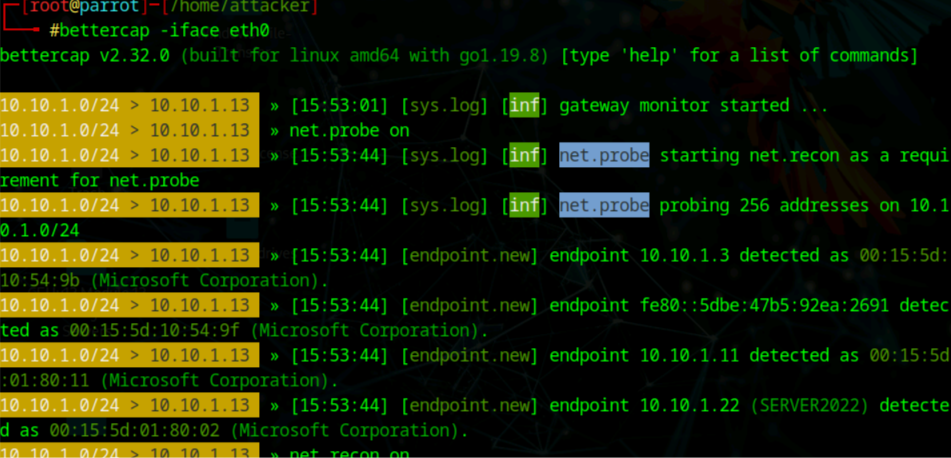 [root@parrot]─[/home/attacker]
#bettercap -iface eth0
bettercap v2.32.0 (built for linux amd64 with go1.19.8) [type 'help' for a list of commands]
10.10.1.0/24 > 10.10.1.13 » [15:53:01] [sys.log] [inf] gateway monitor started ...
10.10.1.0/24 > 10.10.1.13 » net.probe on
10.10.1.0/24 > 10.10.1.13 » [15:53:44] [sys.log] [inf] net.probe starting net.recon as a requi
rement for net.probe
10.10.1.0/24 > 10.10.1.13 » [15:53:44] [sys.log] [inf] net.probe probing 256 addresses on 10.1
0.1.0/24
10.10.1.0/24 > 10.10.1.13 » [15:53:44] [endpoint.new] endpoint 10.10.1.3 detected as 00:15:5d:
10:54:9b (Microsoft Corporation).
10.10.1.0/24 > 10.10.1.13 » [15:53:44] [endpoint.new] endpoint fe80::5dbe:47b5:92ea:2691 detec
ted as 00:15:5d:10:54:9f (Microsoft Corporation).
10.10.1.0/24 > 10.10.1.13 » [15:53:44] [endpoint.new] endpoint 10.10.1.11 detected as 00:15:5d
:01:80:11 (Microsoft Corporation).
10.10.1.0/24 > 10.10.1.13 » [15:53:44] [endpoint.new] endpoint 10.10.1.22 (SERVER2022) detecte
d as 00:15:5d:01:80:02 (Microsoft Corporation).
10.10.1.0/24 > 10.10.1.13 » net.recon on